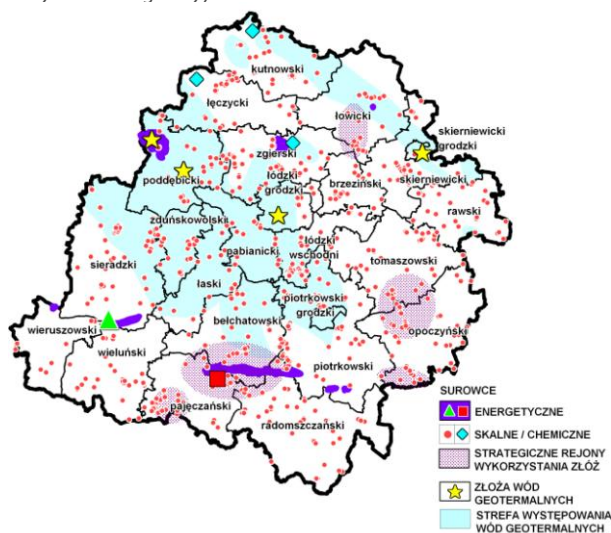 kutnowski
łęczycki
łowicki
skierniewicki
grodzki
zgierski
poddębicki
łódzki
grodzki
brzeziński
skierniewicki
rawski
zduńskowolski
pabianicki
łódzki
wschodni
sieradzki
tomaszowski
łaski
piotrkowski
grodzki
opoczyński
wieruszowski
bełchatowski
wieluński
piotrkowski
pajęczański
radomszczański
SUROWCE
ENERGETYCZNE
SKALNE / CHEMICZNE
STRATEGICZNE REJONY
WYKORZYSTANIA ZŁÓŻ
ZŁOŻA WÓD
GEOTERMALNYCH
STREFA WYSTĘPOWANIA
WÓD GEOTERMALNYCH